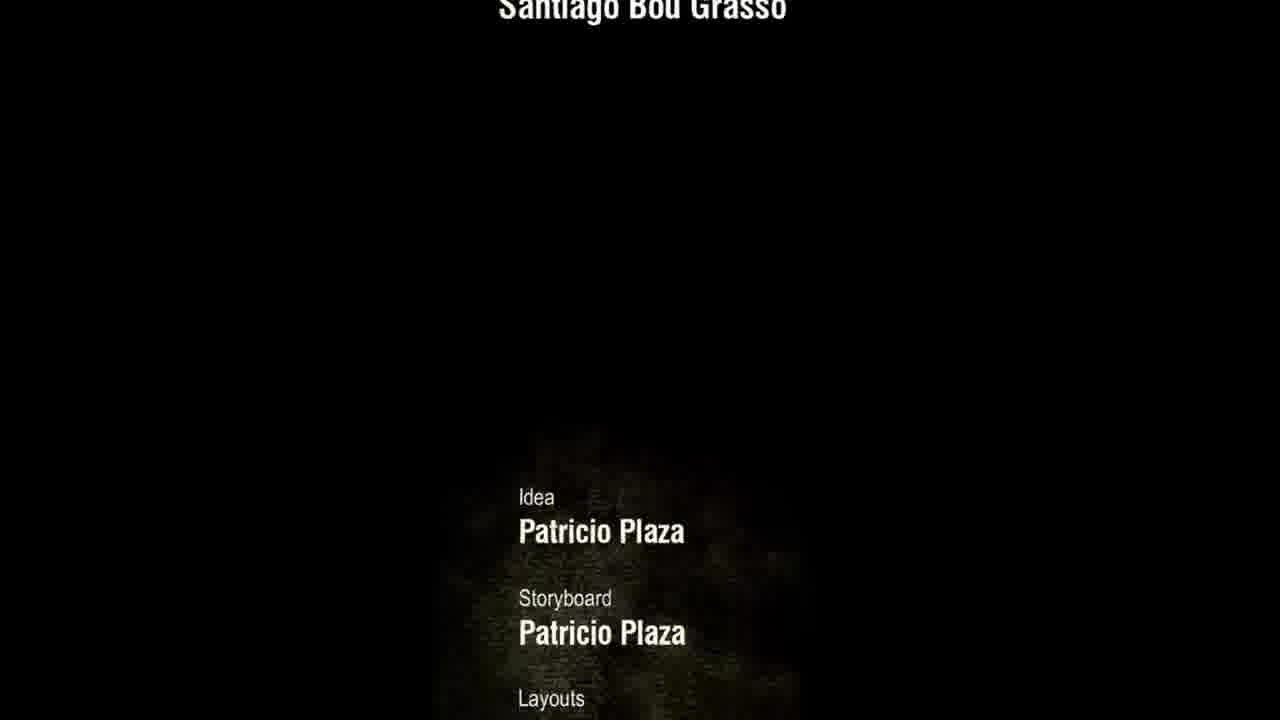 Santiago Bou Grasso
Idea
Patricio Plaza
Storyboard
Patricio Plaza
Layouts